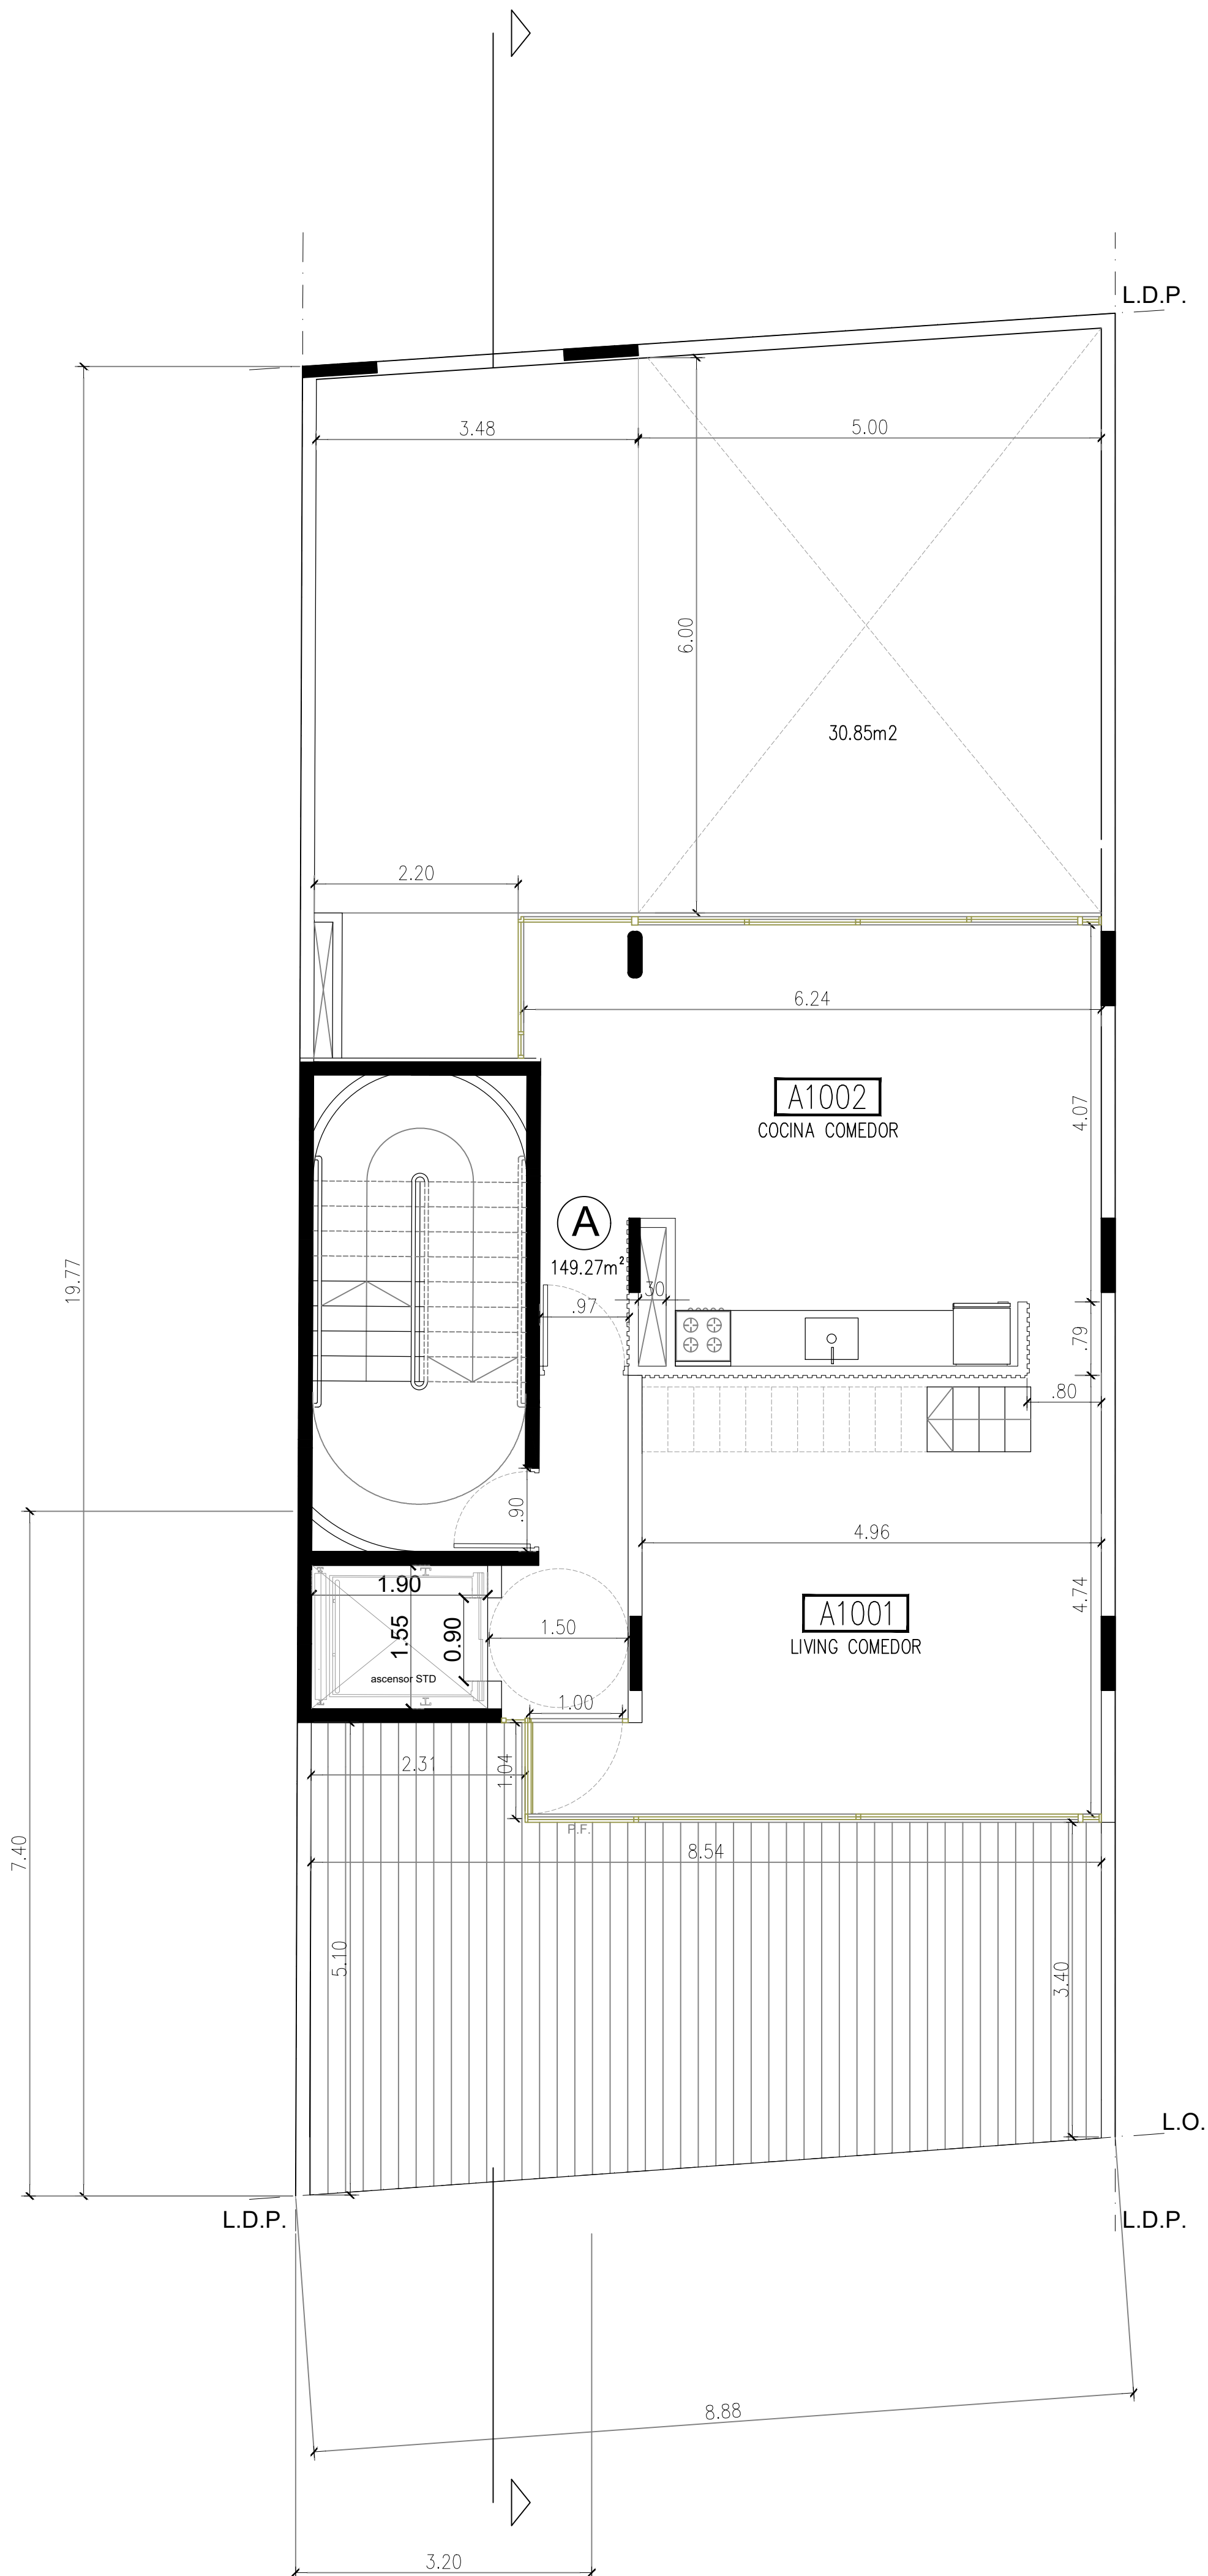 L.D.P.
3.48
5.00
6.00
30.85m2
2.20
6.24
A1002
COCINA COMEDOR
4.07
A
149.27m²
.30
.97
19.77
.79
.80
.90
4.96
4.74
1.90
1.55
0.90
1.50
A1001
LIVING COMEDOR
ascensor STD
1.00
2.31
1.04
P.F.
8.54
7.40
5.10
3.40
L.O.
L.D.P.
L.D.P.
8.88
3.20